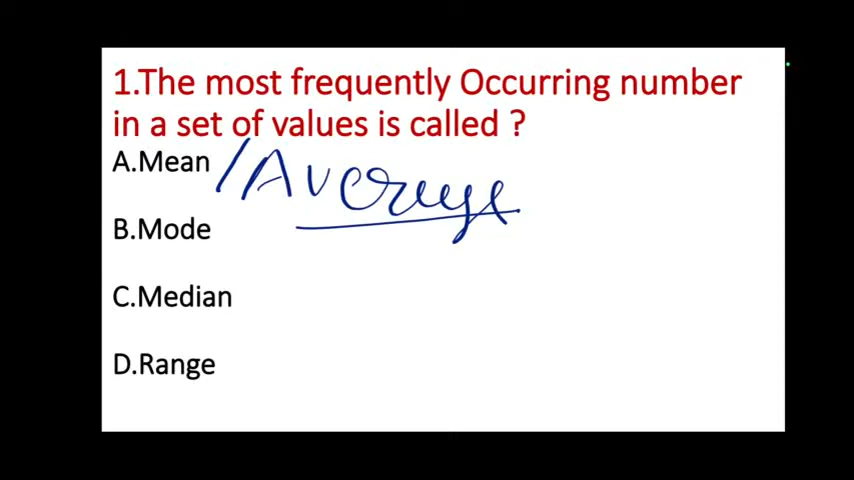 1.The most frequently Occurring number
in a set of values is called ?
A.Mean /Average
B.Mode
C.Median
D.Range